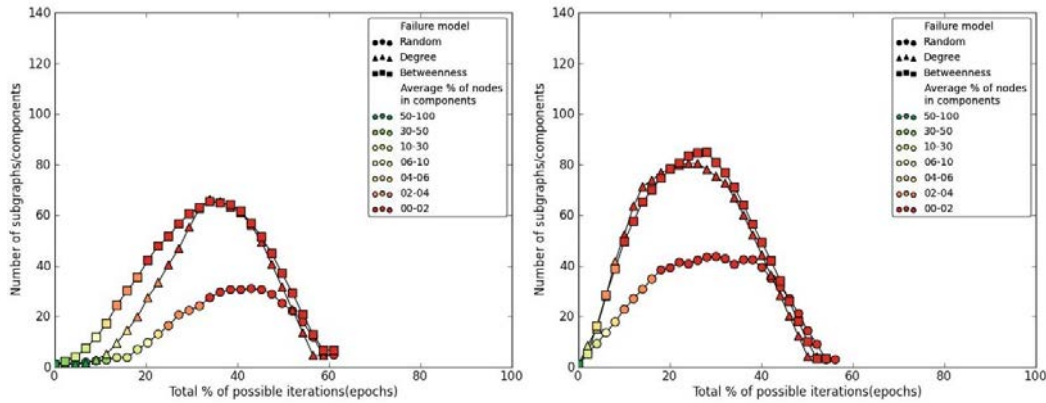 140
120
100
80
60
40
20
0
Number of subgraphs/components
0 20 40 60 80 100
Total % of possible iterations(epochs)
Failure model
Random
Degree
Betweenness
Average % of nodes
in components
50-100
30-50
10-30
06-10
04-06
02-04
00-02
140
120
100
80
60
40
20
0
Number of subgraphs/components
0 20 40 60 80 100
Total % of possible iterations(epochs)
Failure model
Random
Degree
Betweenness
Average % of nodes
in components
50-100
30-50
10-30
06-10
04-06
02-04
00-02